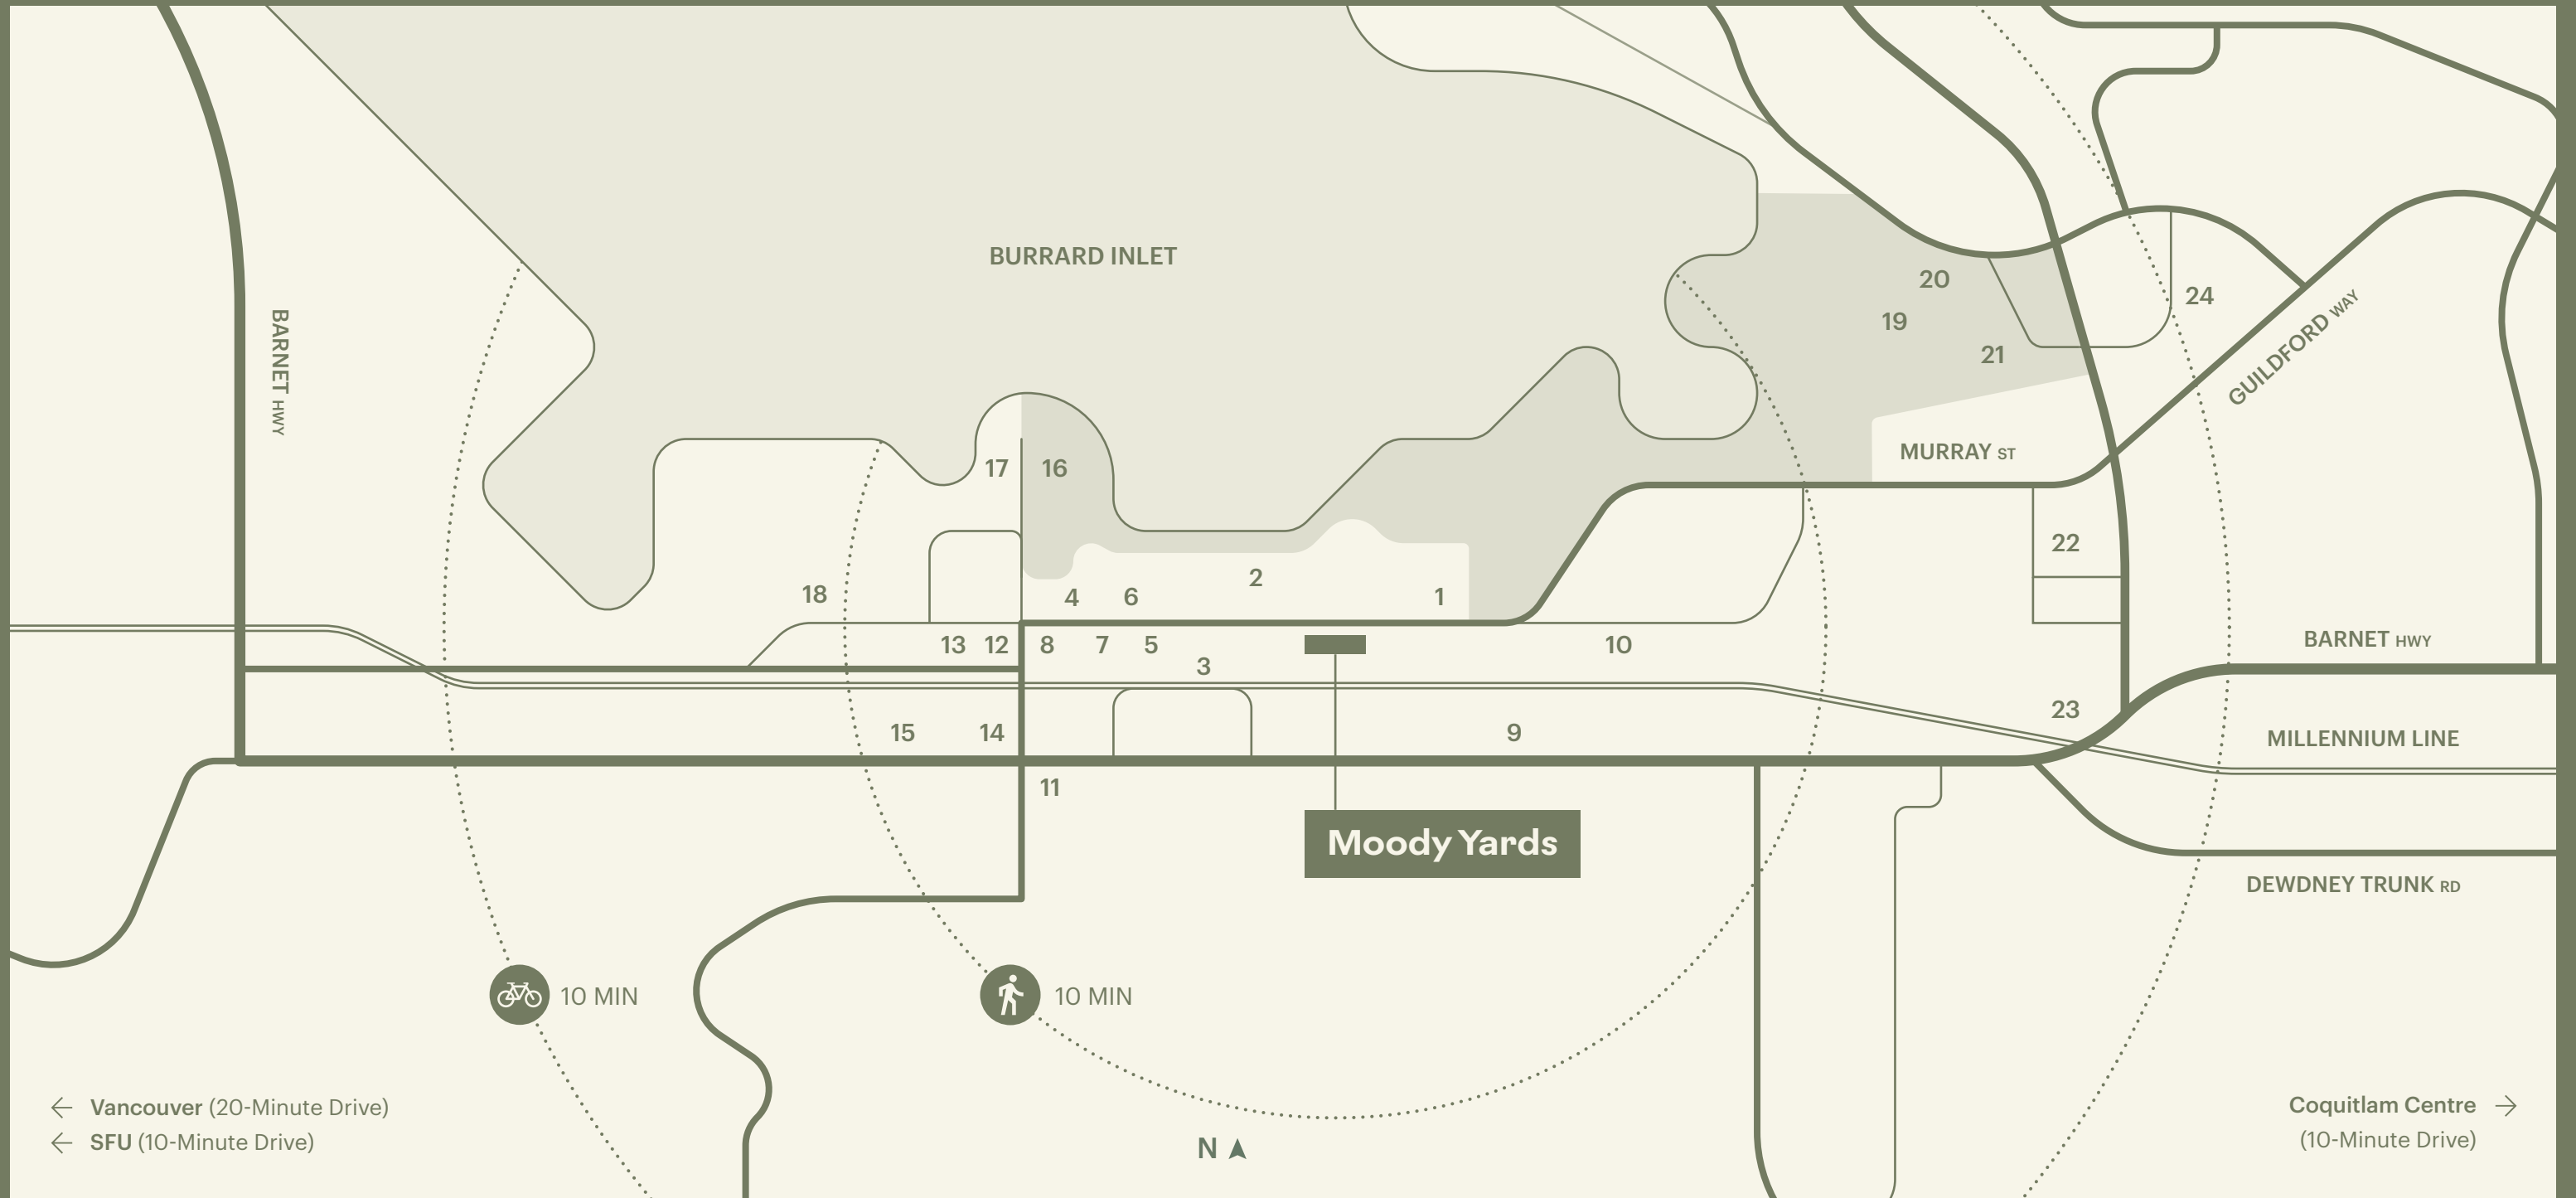 BURRARD INLET
20
24
19
GUILDFORD WAY
21
BARNET HWY
MURRAY ST
17
16
22
2
18
4
6
1
13
12
8
7
5
10
BARNET HWY
3
23
15
14
9
MILLENNIUM LINE
11
Moody Yards
DEWDNEY TRUNK RD
10 MIN
10 MIN
Vancouver (20-Minute Drive)
SFU (10-Minute Drive)
N
Coquitlam Centre
(10-Minute Drive)